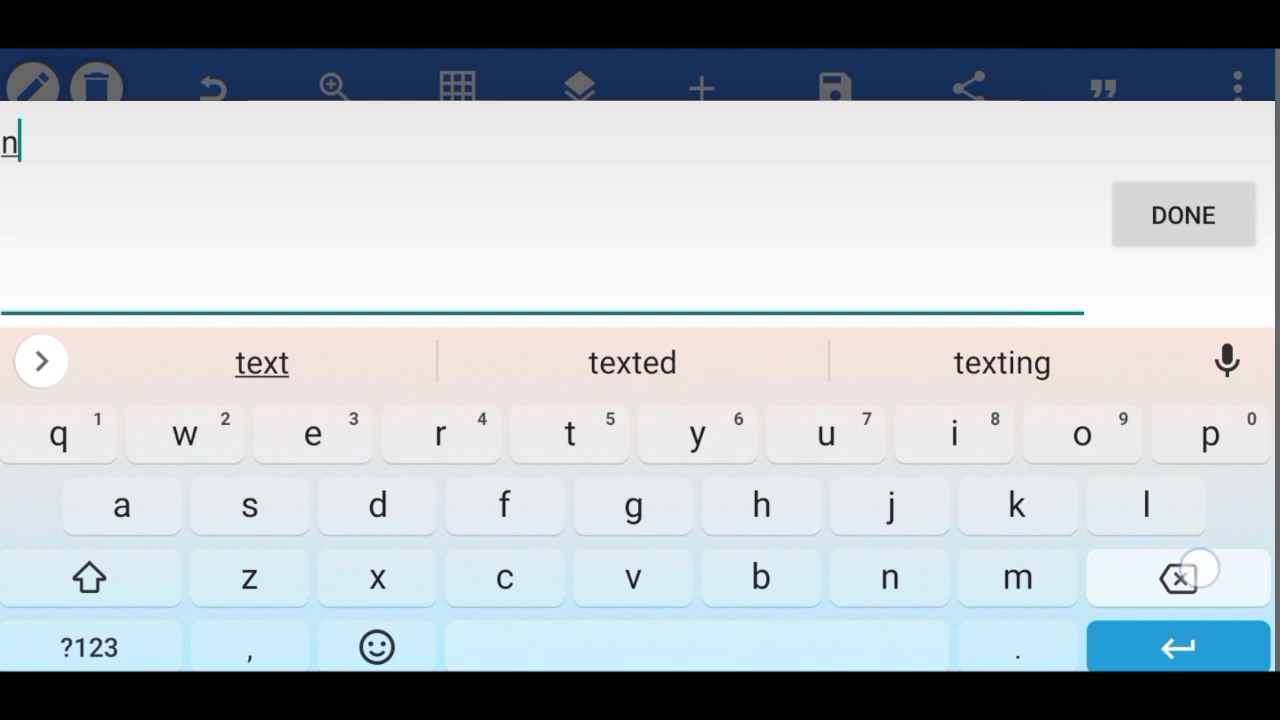 n
DONE
text texted texting
q 1 w 2 e 3 r 4 t 5 y 6 u 7 i 8 o 9 p 0
a s d f g h j k l
z x c v b n m
?123 , .